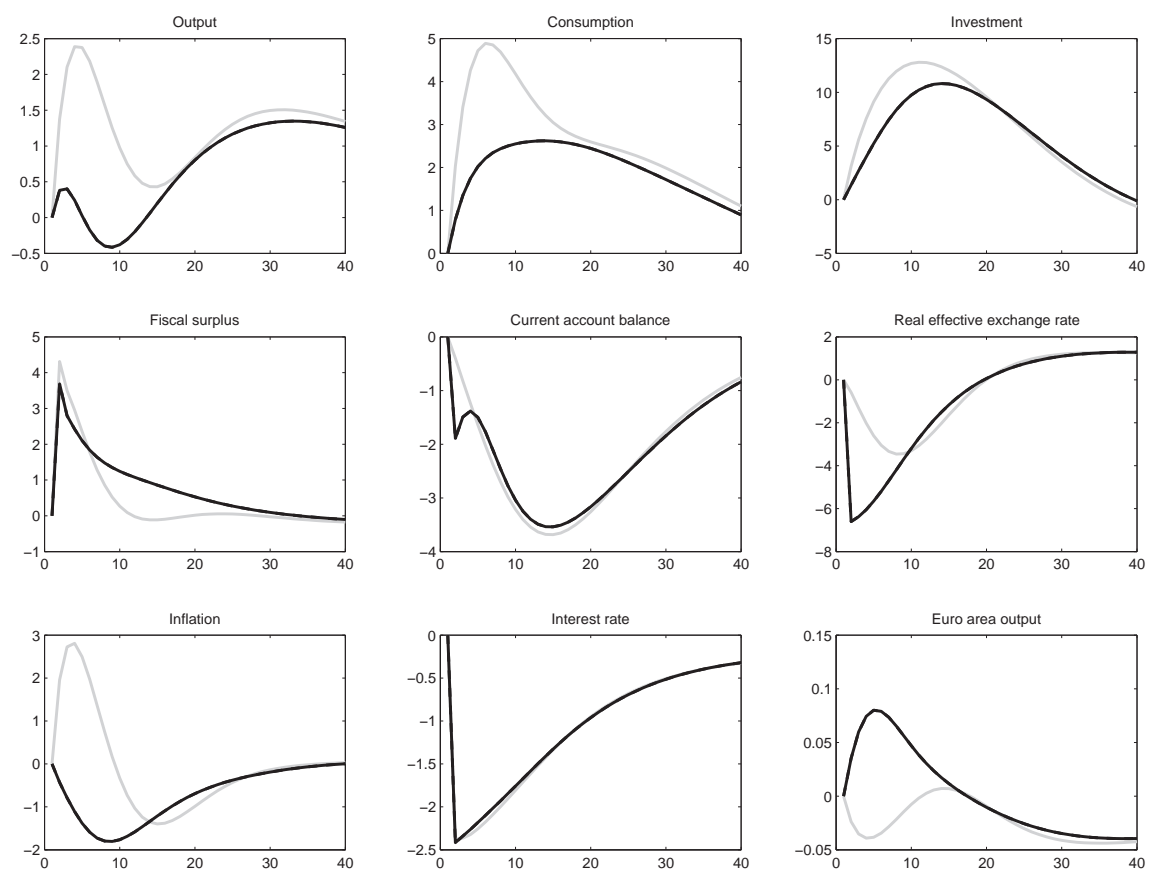 Output
Consumption
Investment
2.5
2
1.5
1
0.5
0
−0.5
0 10 20 30 40
5
4
3
2
1
0
0 10 20 30 40
15
10
5
0
−5
0 10 20 30 40
Fiscal surplus
Current account balance
Real effective exchange rate
5
4
3
2
1
0
−1
0 10 20 30 40
0
−1
−2
−3
−4
0 10 20 30 40
2
0
−2
−4
−6
−8
0 10 20 30 40
Inflation
Interest rate
Euro area output
3
2
1
0
−1
−2
0 10 20 30 40
0
−0.5
−1
−1.5
−2
−2.5
0 10 20 30 40
0.15
0.1
0.05
0
−0.05
0 10 20 30 40